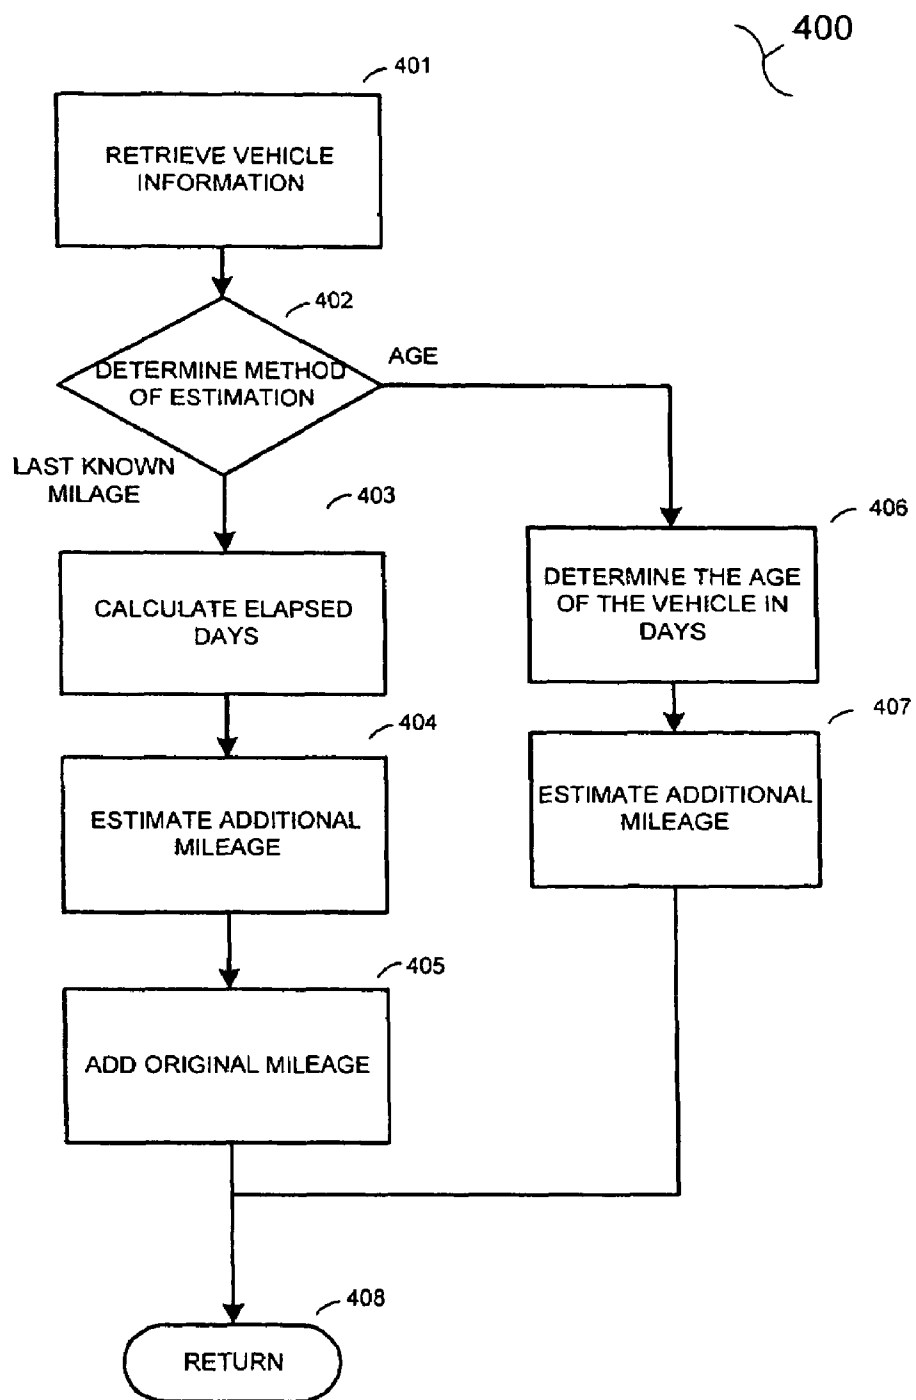 400
401
RETRIEVE VEHICLE
INFORMATION
402
DETERMINE METHOD
OF ESTIMATION
AGE
LAST KNOWN
MILAGE
403
CALCULATE ELAPSED
DAYS
406
DETERMINE THE AGE
OF THE VEHICLE IN
DAYS
404
ESTIMATE ADDITIONAL
MILEAGE
407
ESTIMATE ADDITIONAL
MILEAGE
405
ADD ORIGINAL MILEAGE
408
RETURN